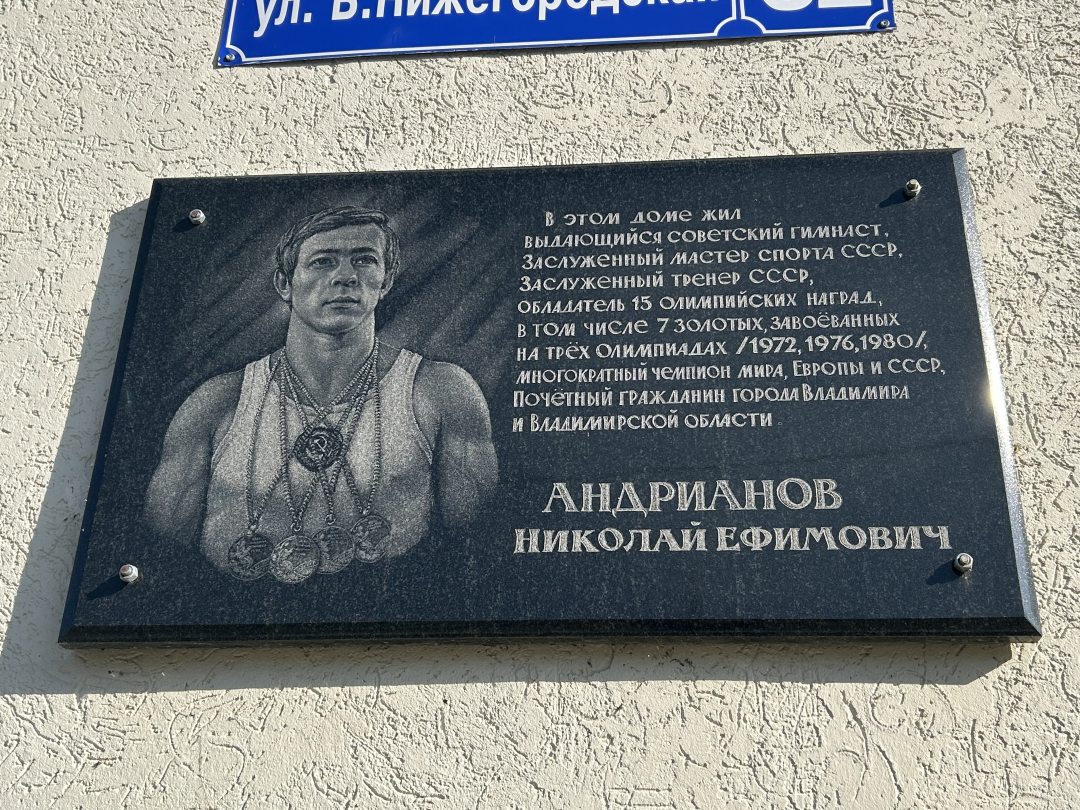 ул. Б.Нижегородская
В этом доме жил
выдающийся советский гимнаст,
Заслуженный мастер спорта СССР,
Заслуженный тренер СССР,
обладатель 15 олимпийских наград,
в том числе 7 золотых, завоёванных
на трёх Олимпиадах /1972, 1976, 1980/,
многократный чемпион мира, Европы и СССР,
Почётный гражданин города Владимира
и Владимирской области
АНДРИАНОВ
НИКОЛАЙ ЕФИМОВИЧ